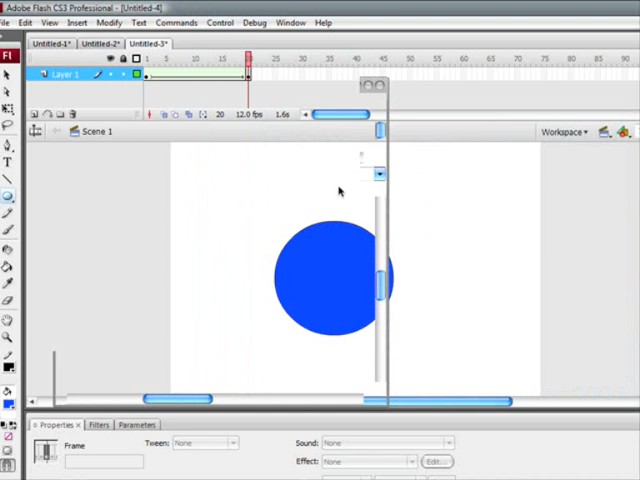 Adobe Flash CS3 Professional - [Untitled-4]
File Edit View Insert Modify Text Commands Control Debug Window Help
Untitled-1* Untitled-2* Untitled-3*
1 5 10 15 20 25 30 35 40 45 50 55 60 65 70 75 80 85 90
Layer 1
20 12.0 fps 1.6s
Scene 1 Workspace
Properties Filters Parameters
Frame Tween: None Sound: None
Effect: None Edit...